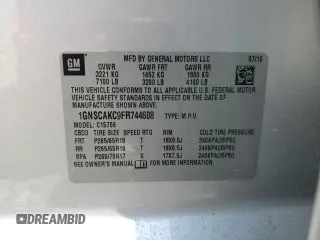 GM
MFD BY GENERAL MOTORS LLC 07/15
GVWR GAWR FRT GAWR RR
3221 KG 1452 KG 1860 KG
7100 LB 3200 LB 4100 LB
THIS VEHICLE CONFORMS TO ALL APPLICABLE
U.S. FEDERAL MOTOR VEHICLE SAFETY AND
THEFT PREVENTION STANDARDS IN EFFECT ON
THE DATE OF MANUFACTURE SHOWN ABOVE.
1GNSCAKC9FR744608 TYPE: M.P.V.
MODEL: C15706
TIRE SIZE SPEED RTG RIM COLD TIRE PRESSURE
FRT P265/65R18 T 18X8.5J 240KPA(35PSI)
RR P265/65R18 T 18X8.5J 240KPA(35PSI)
SPA P265/70R17 S 17X7.5J 240KPA(35PSI)
SEE OWNER'S MANUAL
© DREAMBID.COM